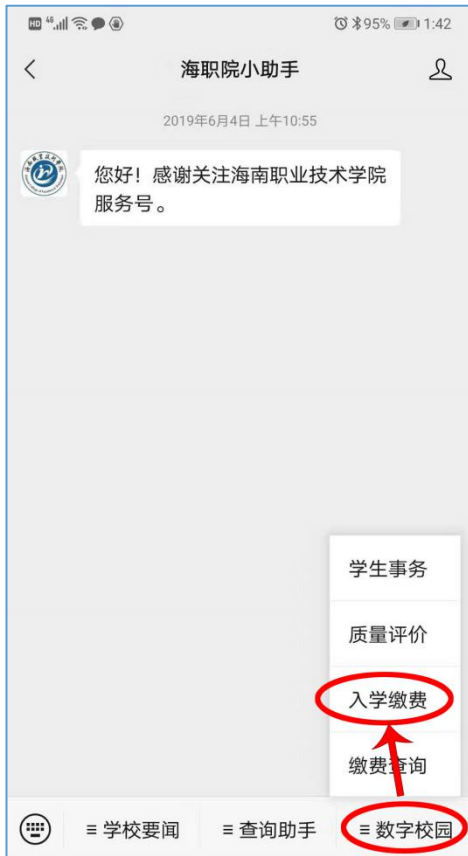 HD 46 95% 1:42
海职院小助手
2019年6月4日 上午10:55
您好！感谢关注海南职业技术学院
服务号。
学生事务
质量评价
入学缴费
缴费查询
≡ 学校要闻
≡ 查询助手
≡ 数字校园